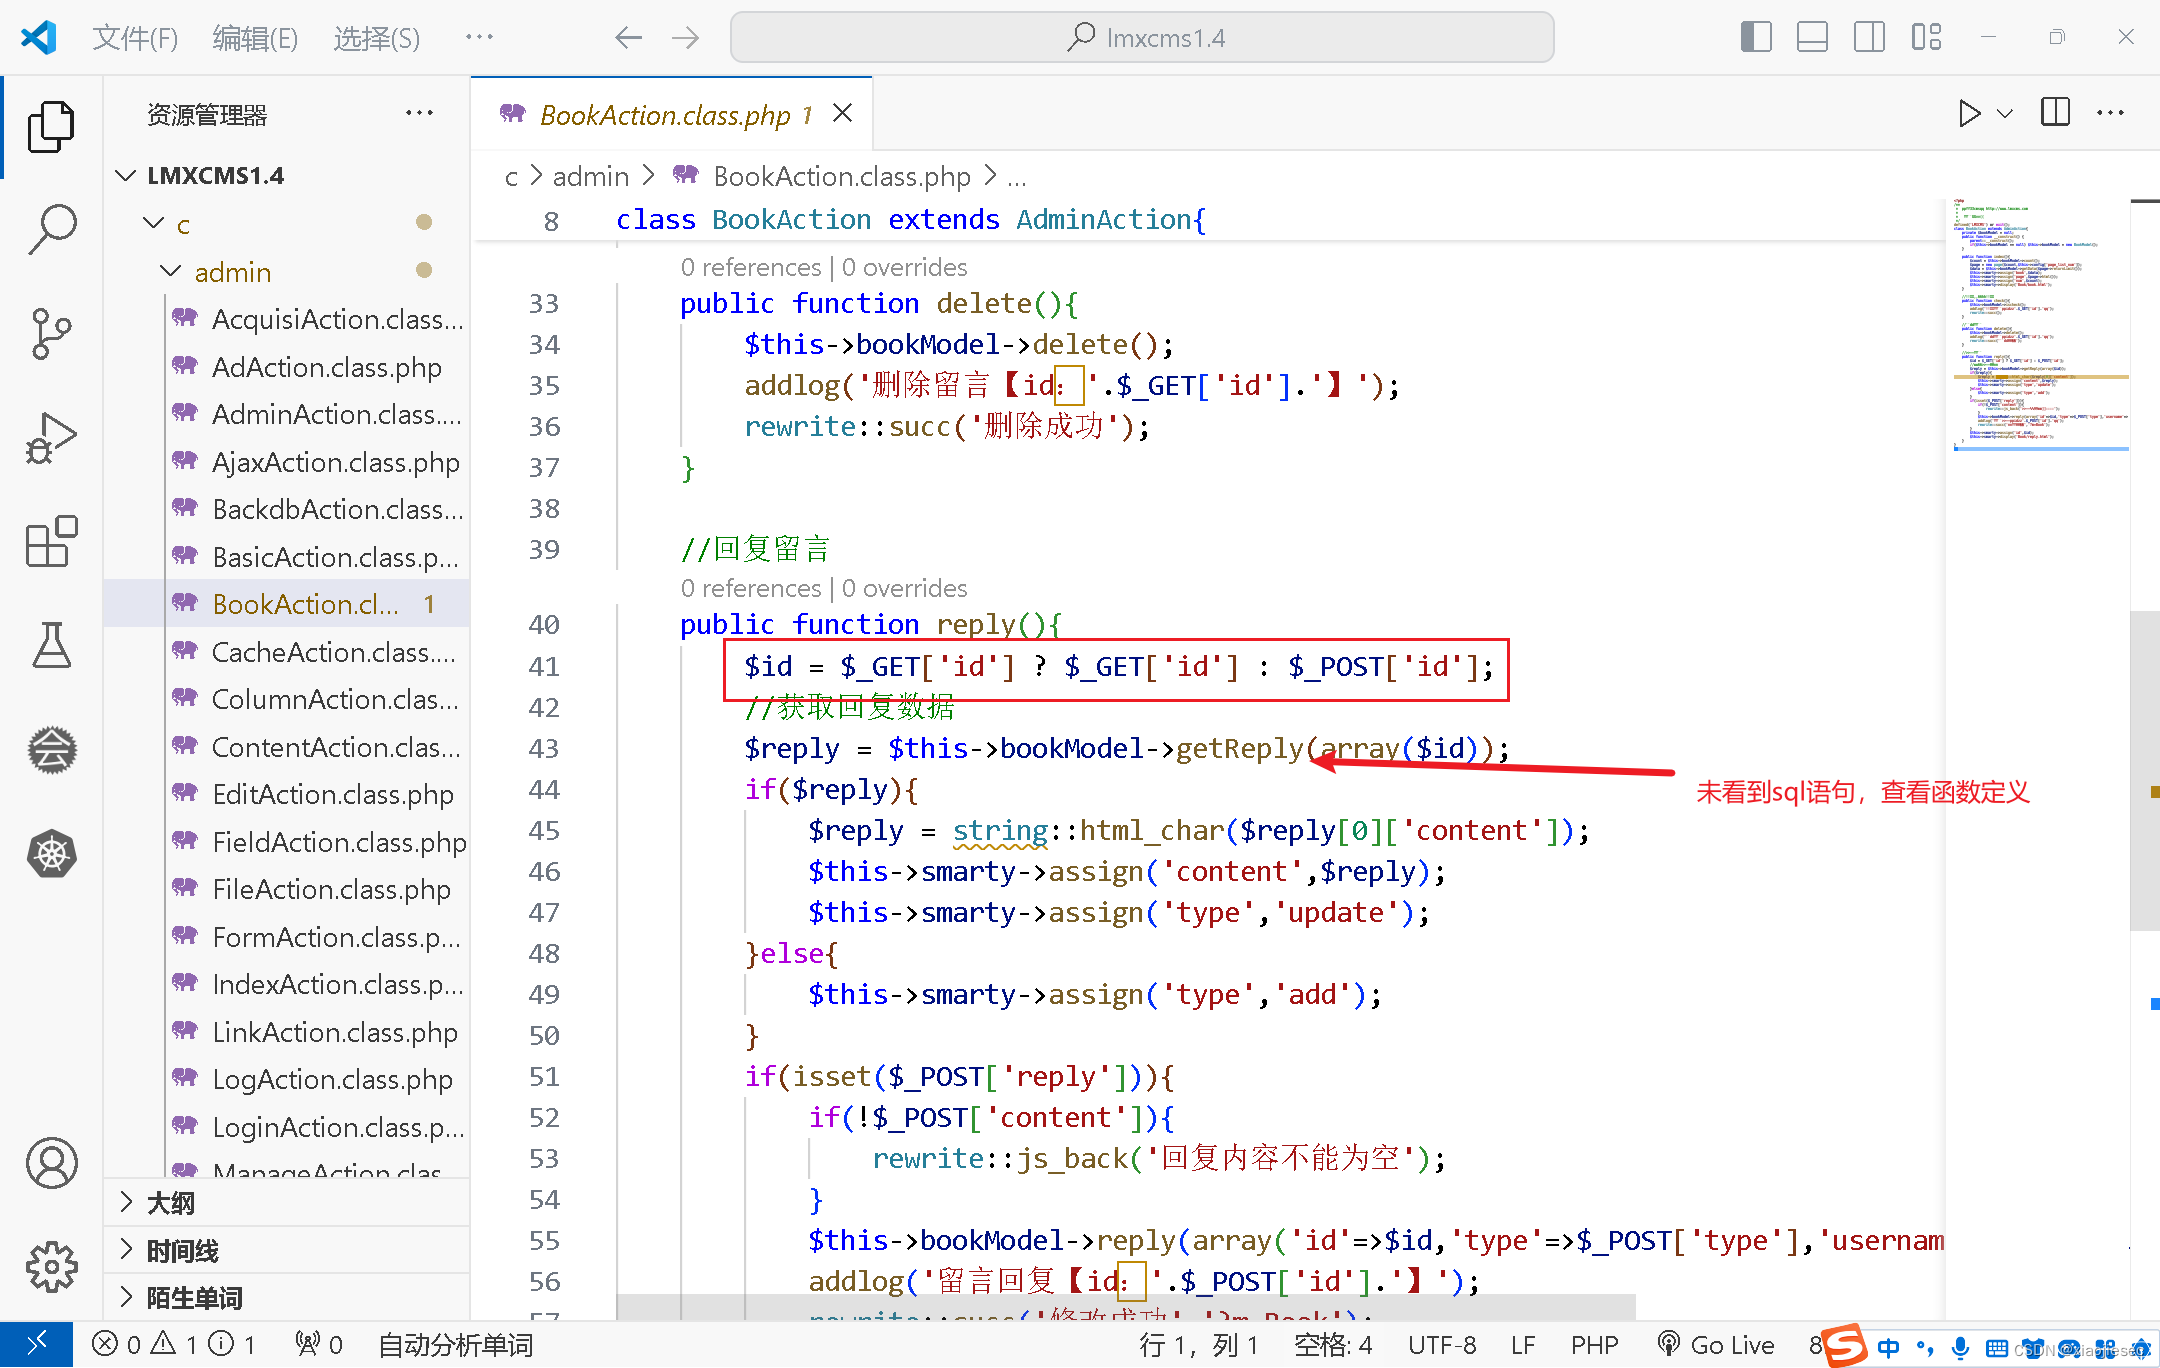 文件(F) 编辑(E) 选择(S) ··· lmxcms1.4
资源管理器 ···
LMXCMS1.4
c
admin
AcquisiAction.class...
AdAction.class.php
AdminAction.class....
AjaxAction.class.php
BackdbAction.class...
BasicAction.class.p...
BookAction.cl... 1
CacheAction.class....
ColumnAction.clas...
ContentAction.clas...
EditAction.class.php
FieldAction.class.php
FileAction.class.php
FormAction.class.p...
IndexAction.class.p...
LinkAction.class.php
LogAction.class.php
LoginAction.class.p...
ManageAction.clas...
大纲
时间线
陌生单词
BookAction.class.php 1
c > admin > BookAction.class.php > ...
8 class BookAction extends AdminAction{
0 references | 0 overrides
33 public function delete(){
34 $this->bookModel->delete();
35 addlog('删除留言【id：'.$_GET['id'].'】');
36 rewrite::succ('删除成功');
37 }
38
39 //回复留言
0 references | 0 overrides
40 public function reply(){
41 $id = $_GET['id'] ? $_GET['id'] : $_POST['id'];
42 //获取回复数据
43 $reply = $this->bookModel->getReply(array($id));
44 if($reply){
未看到sql语句，查看函数定义
45 $reply = string::html_char($reply[0]['content']);
46 $this->smarty->assign('content',$reply);
47 $this->smarty->assign('type','update');
48 }else{
49 $this->smarty->assign('type','add');
50 }
51 if(isset($_POST['reply'])){
52 if(!$_POST['content']){
53 rewrite::js_back('回复内容不能为空');
54 }
55 $this->bookModel->reply(array('id'=>$id,'type'=>$_POST['type'],'usernam
56 addlog('留言回复【id：'.$_POST['id'].'】');
57 rewrite::succ('修改成功','?m=Book');
0 1 1 0 自动分析单词 行 1，列 1 空格: 4 UTF-8 LF PHP Go Live 8 中
CSDN @xiaojiesec